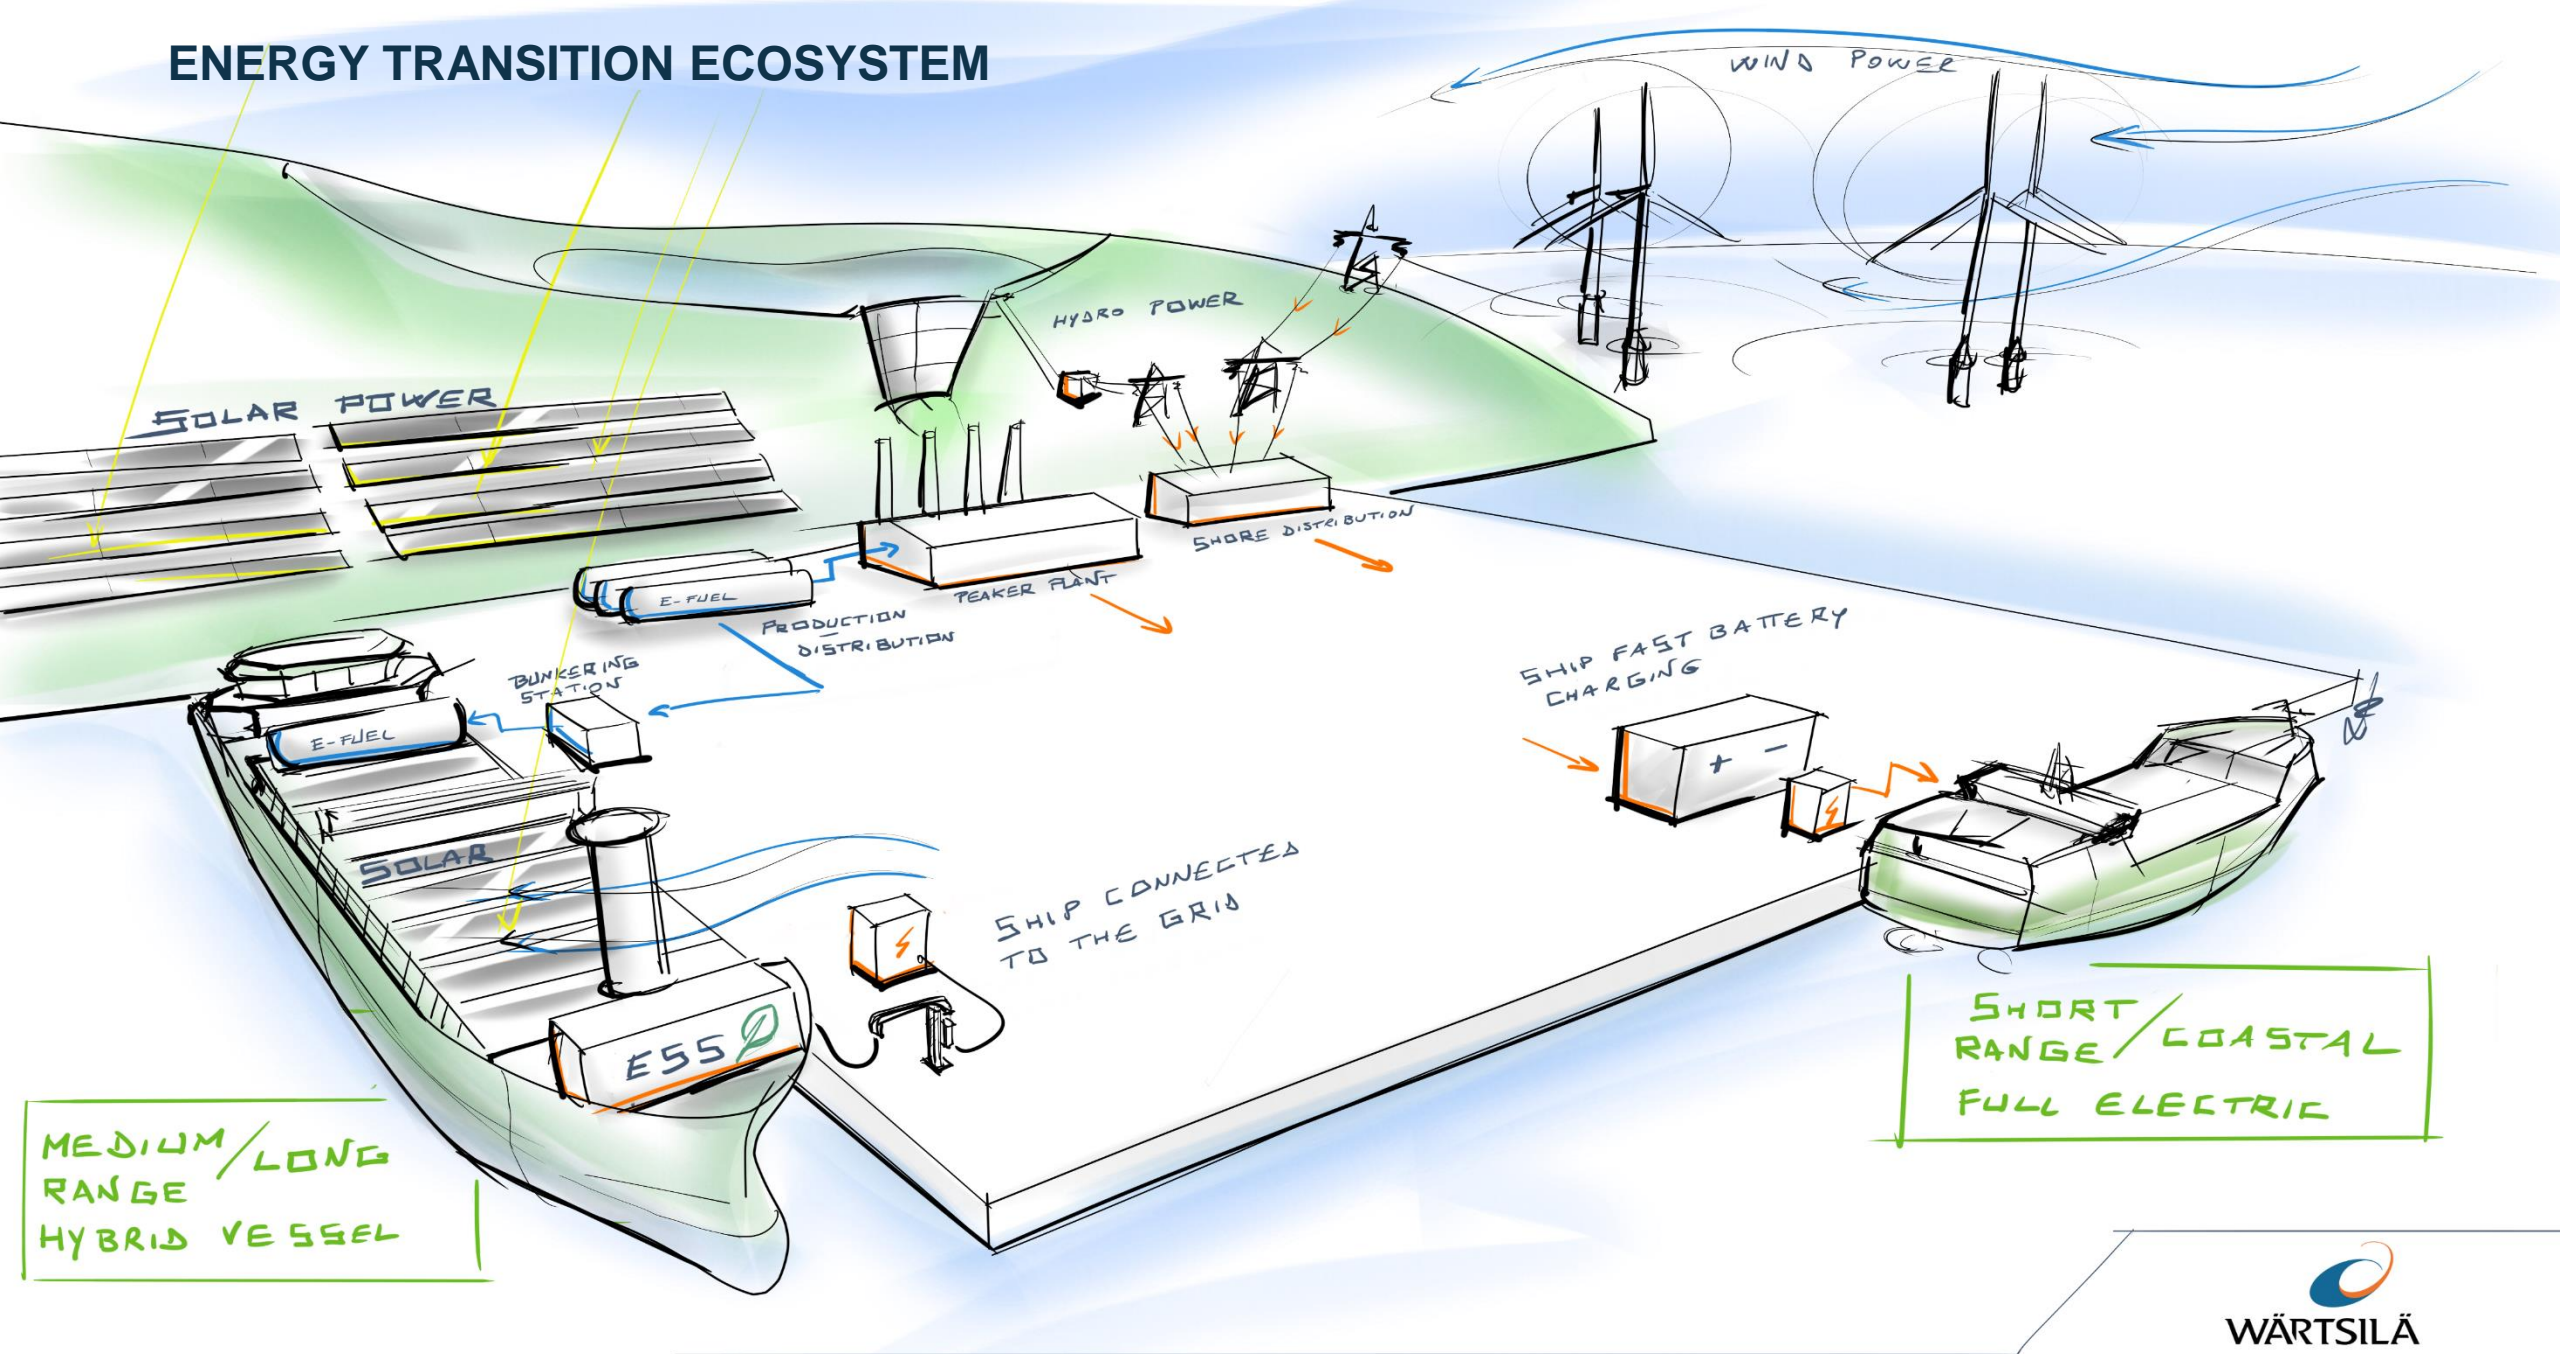 ENERGY TRANSITION ECOSYSTEM
WIND POWER
HYDRO POWER
SOLAR POWER
SHORE DISTRIBUTION
E-FUEL
PEAKER PLANT
PRODUCTION
-
DISTRIBUTION
BUNKERING
STATION
E-FUEL
SHIP FAST BATTERY
CHARGING
+ -
SOLAR
SHIP CONNECTED
TO THE GRID
ESS
SHORT
RANGE/COASTAL
FULL ELECTRIC
MEDIUM/LONG
RANGE
HYBRID VESSEL
WÄRTSILÄ